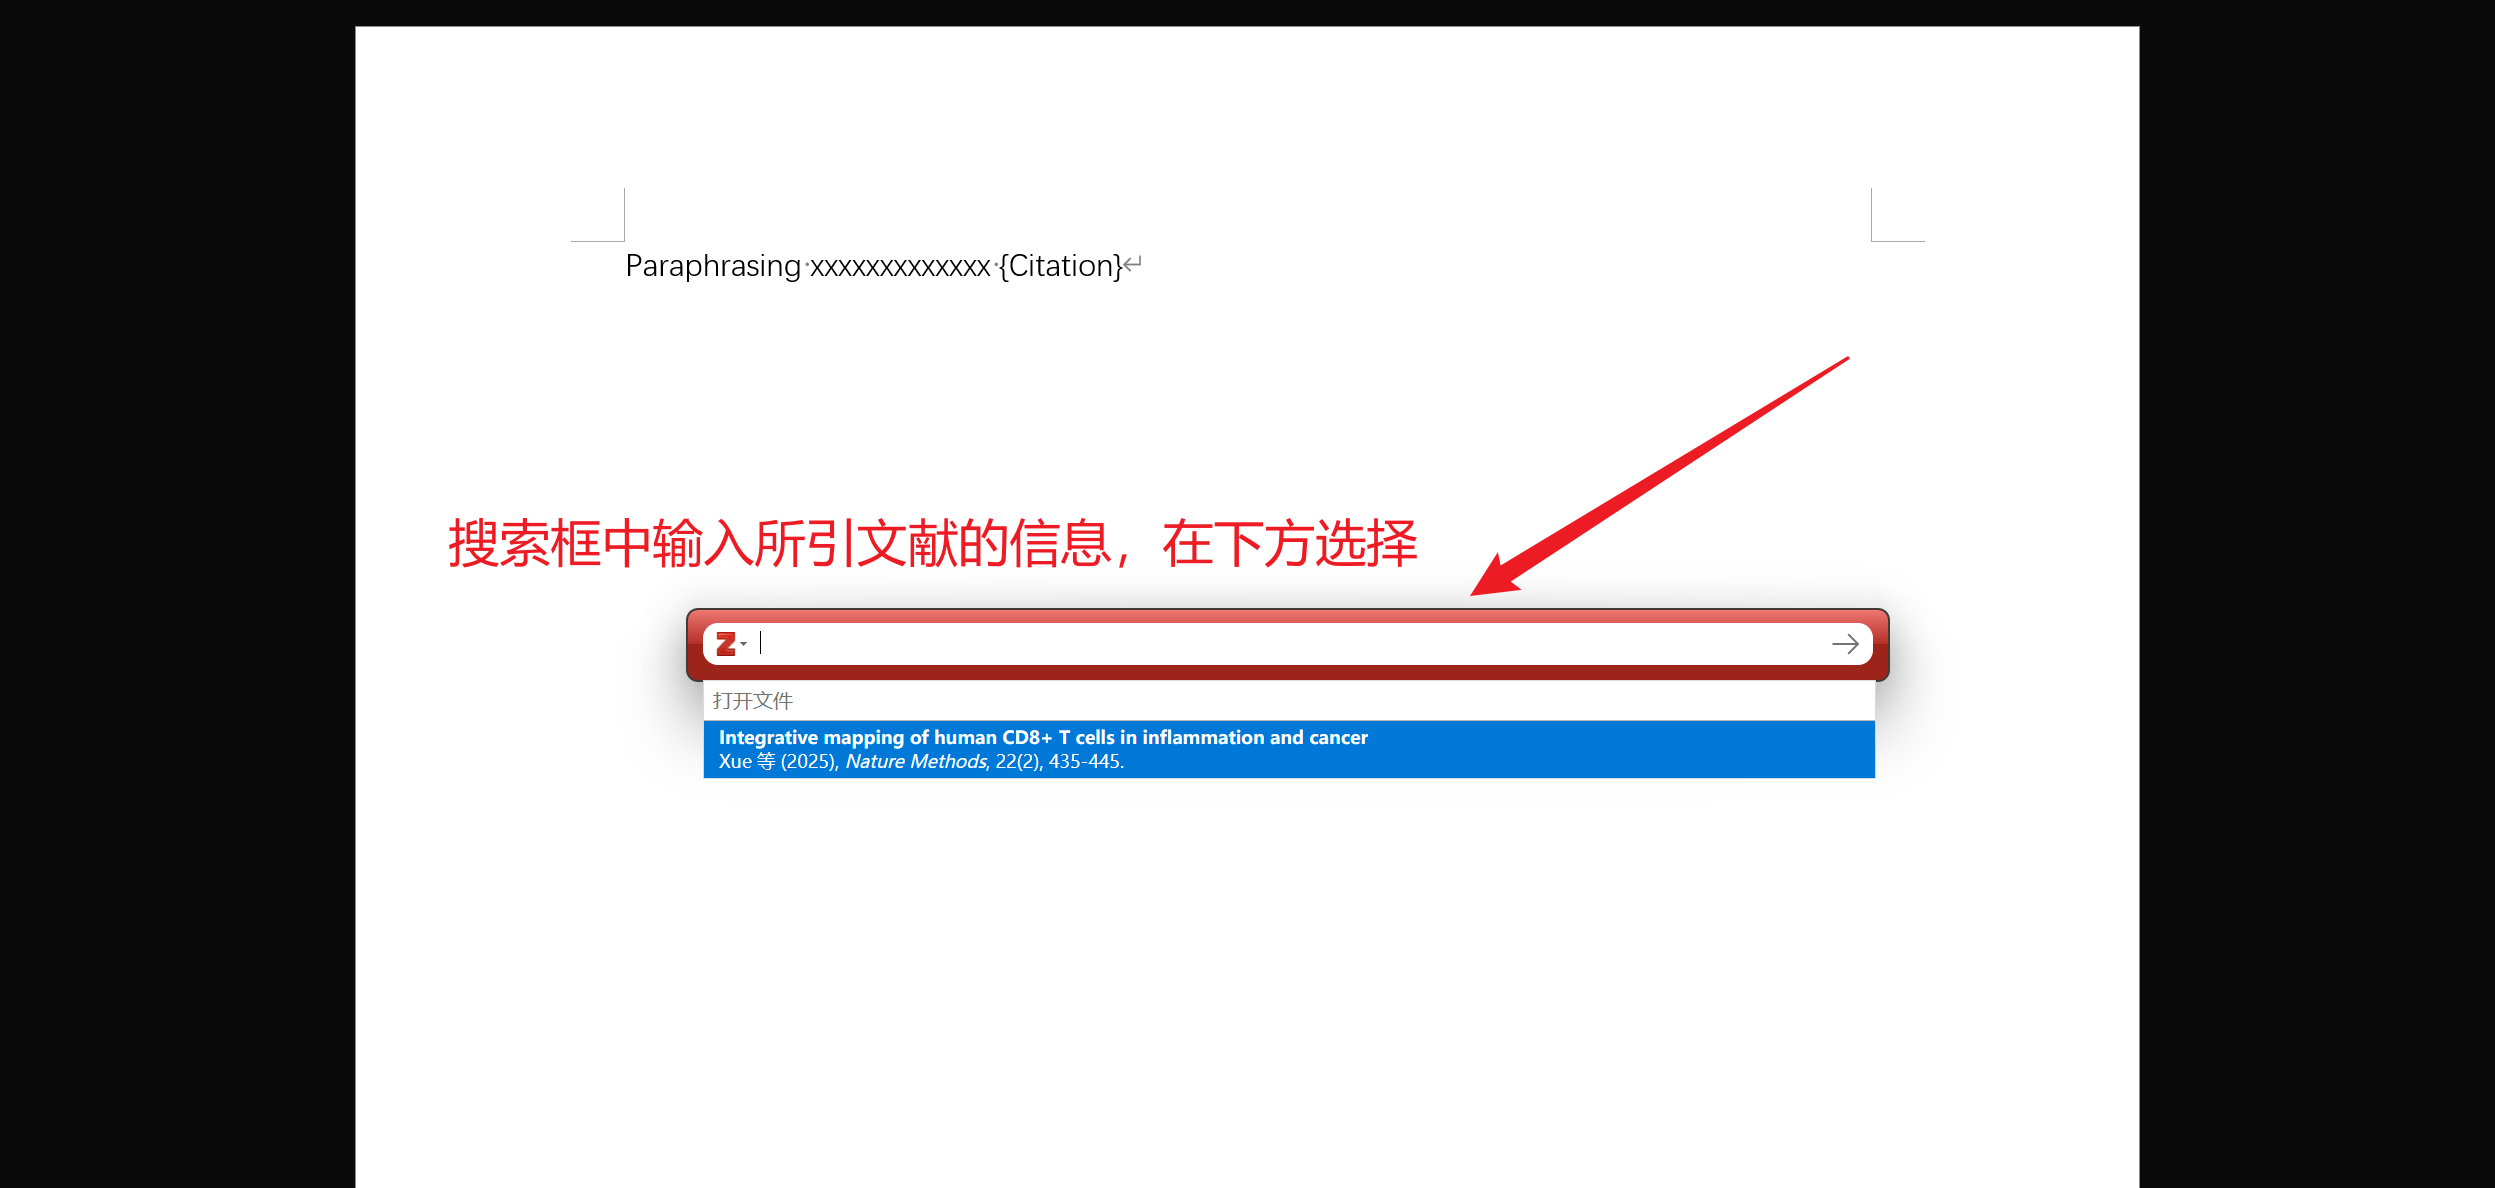 Paraphrasing xxxxxxxxxxxxx {Citation}
搜索框中输入所引文献的信息，在下方选择
Z
打开文件
Integrative mapping of human CD8+ T cells in inflammation and cancer
Xue 等 (2025), Nature Methods, 22(2), 435-445.